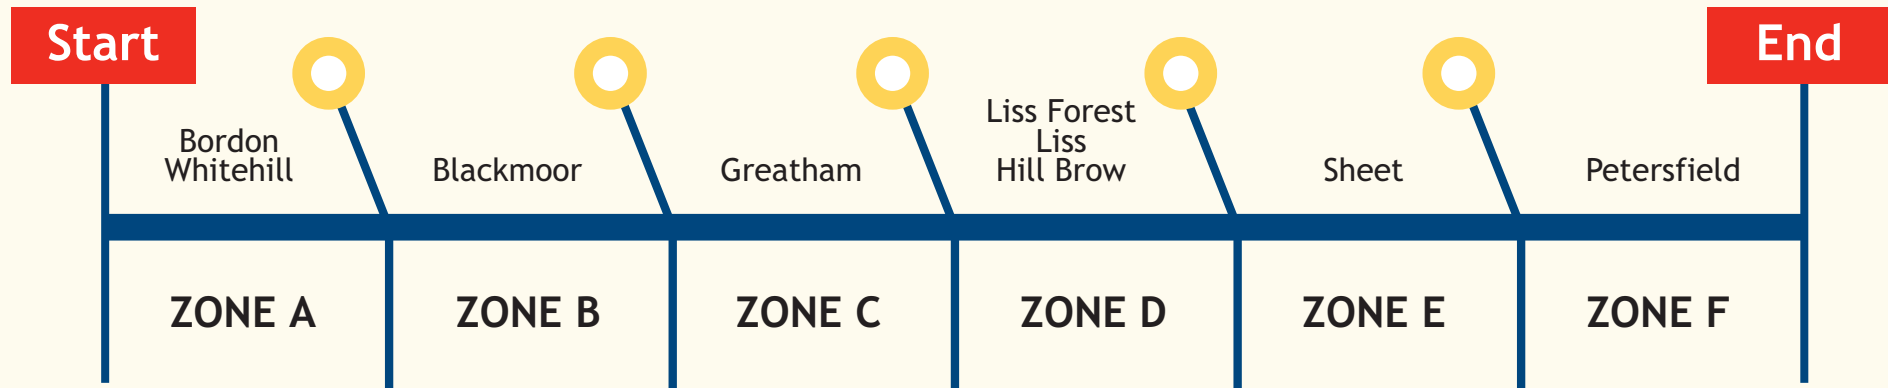 Start
End
Bordon
Whitehill
Blackmoor
Greatham
Liss Forest
Liss
Hill Brow
Sheet
Petersfield
ZONE A
ZONE B
ZONE C
ZONE D
ZONE E
ZONE F